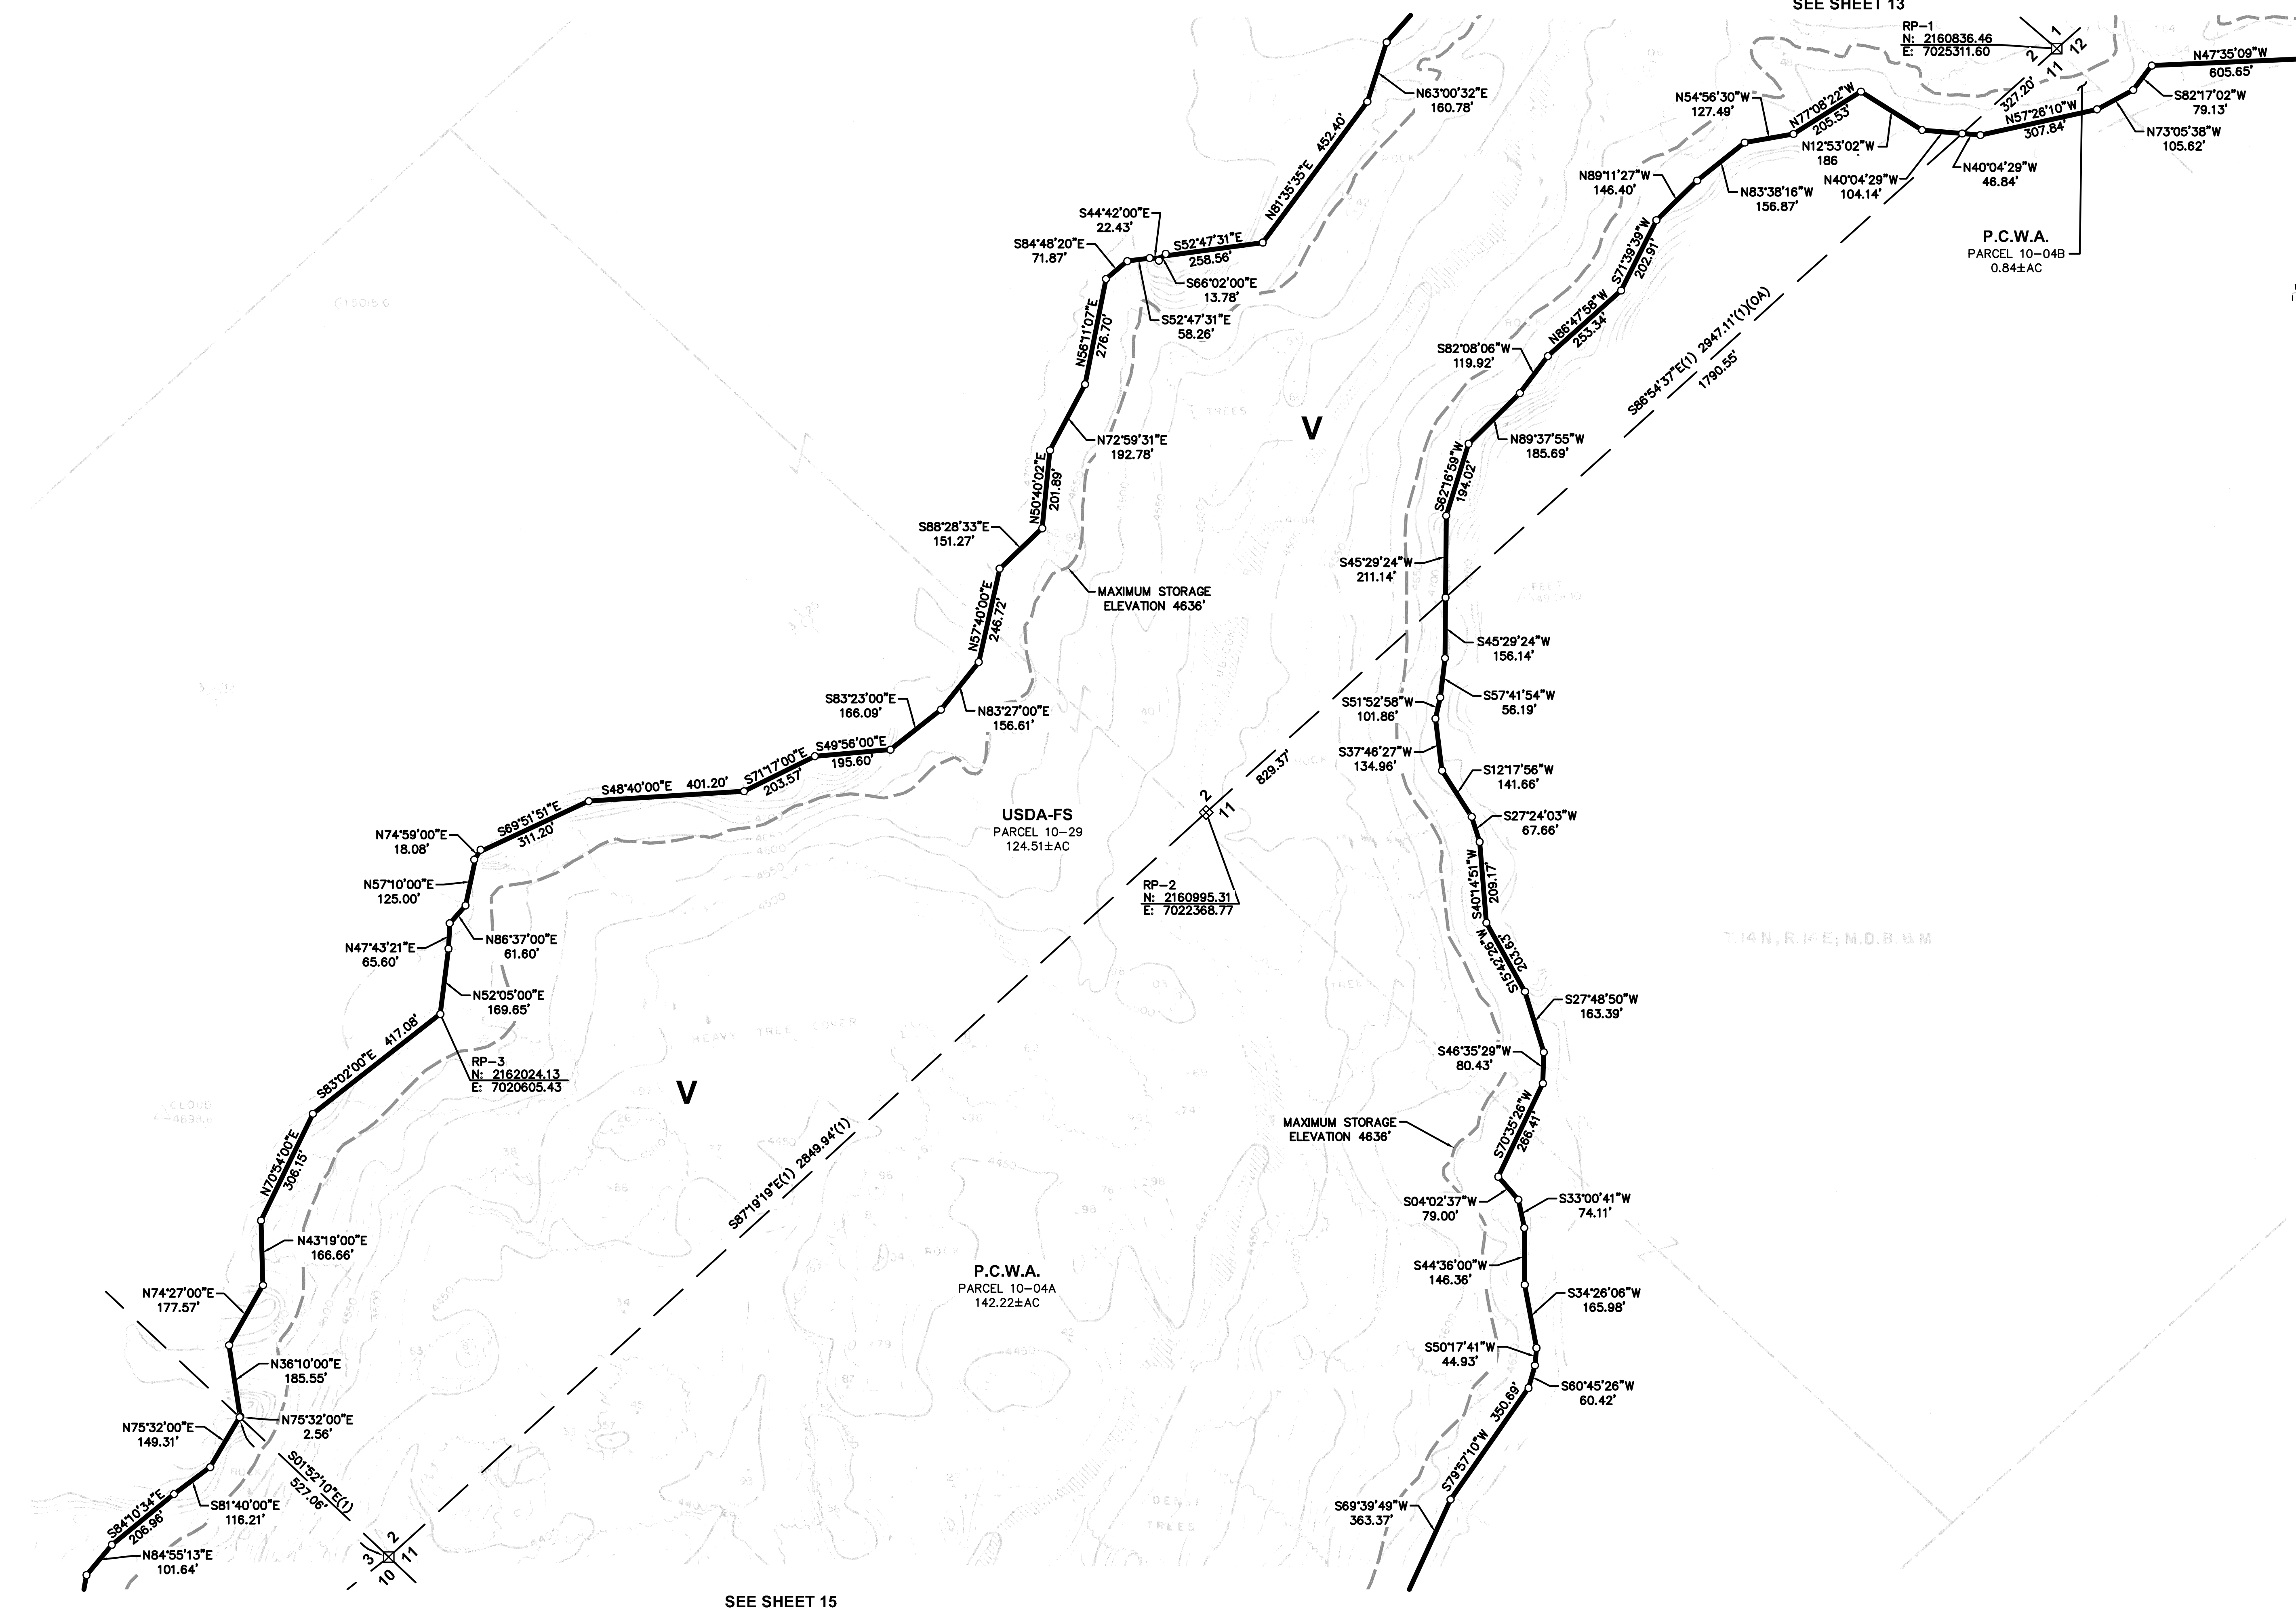 SEE SHEET 13
RP-1
N: 2160836.46
E: 7025311.60
1
2
12
11
327.20'
N47°35'09"W
605.65'
S82°17'02"W
79.13'
N73°05'38"W
105.62'
N57°26'10"W
307.84'
N40°04'29"W
46.84'
N40°04'29"W
104.14'
N12°53'02"W
186
N77°08'22"W
205.53'
N54°56'30"W
127.49'
N83°38'16"W
156.87'
N89°11'27"W
146.40'
P.C.W.A.
PARCEL 10-04B
0.84±AC
S71°39'39"W
202.91'
N86°47'58"W
253.34'
S82°08'06"W
119.92'
N89°37'55"W
185.69'
S62°16'59"W
194.02'
S86°54'37"E(1) 2947.11'(1)(OA)
1790.55'
S45°29'24"W
211.14'
S45°29'24"W
156.14'
S57°41'54"W
56.19'
S51°52'58"W
101.86'
S37°46'27"W
134.96'
S12°17'56"W
141.66'
S27°24'03"W
67.66'
S40°14'51"W
209.17'
S15°42'26"W
203.63'
S27°48'50"W
163.39'
S46°35'29"W
80.43'
S70°35'26"W
266.41'
S04°02'37"W
79.00'
S33°00'41"W
74.11'
S44°36'00"W
146.36'
S34°26'06"W
165.98'
S50°17'41"W
44.93'
S60°45'26"W
60.42'
S79°57'10"W 350.69'
S69°39'49"W
363.37'
MAXIMUM STORAGE
ELEVATION 4636'
T.14N., R.14E., M.D.B.&M
N63°00'32"E
160.78'
N81°35'35"E 452.40'
S44°42'00"E
22.43'
S84°48'20"E
71.87'
S52°47'31"E
258.56'
S66°02'00"E
13.78'
S52°47'31"E
58.26'
N56°11'07"E
276.70'
N72°59'31"E
192.78'
N50°40'02"E
201.89'
S88°28'33"E
151.27'
N57°40'00"E
246.72'
MAXIMUM STORAGE
ELEVATION 4636'
V
S83°23'00"E
166.09'
N83°27'00"E
156.61'
S49°56'00"E
195.60'
S71°17'00"E
203.57'
S48°40'00"E 401.20'
S69°51'51"E
311.20'
N74°59'00"E
18.08'
N57°10'00"E
125.00'
N86°37'00"E
61.60'
N47°43'21"E
65.60'
N52°05'00"E
169.65'
USDA-FS
PARCEL 10-29
124.51±AC
829.37'
2
11
RP-2
N: 2160995.31
E: 7022368.77
RP-3
N: 2162024.13
E: 7020605.43
HEAVY TREE COVER
V
S83°02'00"E 417.08'
N70°54'00"E
306.15'
N43°19'00"E
166.66'
N74°27'00"E
177.57'
N36°10'00"E
185.55'
N75°32'00"E
2.56'
N75°32'00"E
149.31'
S81°40'00"E
116.21'
S84°10'34"E
206.96'
N84°55'13"E
101.64'
S01°52'10"E(1)
527.06'
S87°19'19"E(1) 2849.94'(1)
P.C.W.A.
PARCEL 10-04A
142.22±AC
DENSE
TREES
2
3
11
10
SEE SHEET 15